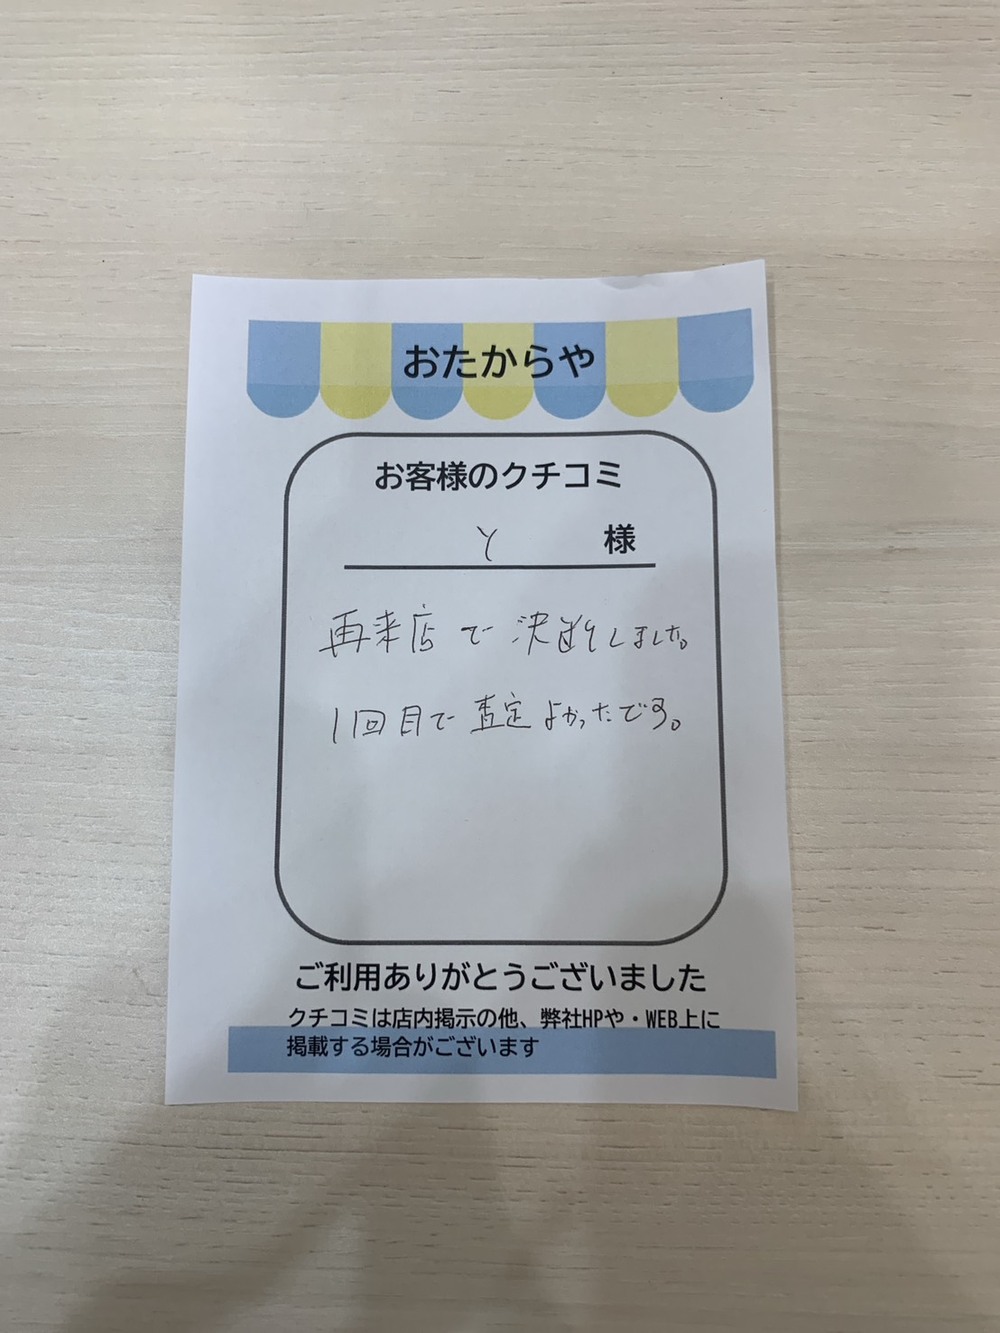 おたからや
お客様のクチコミ
Y 様
再来店で決断しました。
1回目で査定よかったです。
ご利用ありがとうございました
クチコミは店内掲示の他、弊社HPや・WEB上に
掲載する場合がございます